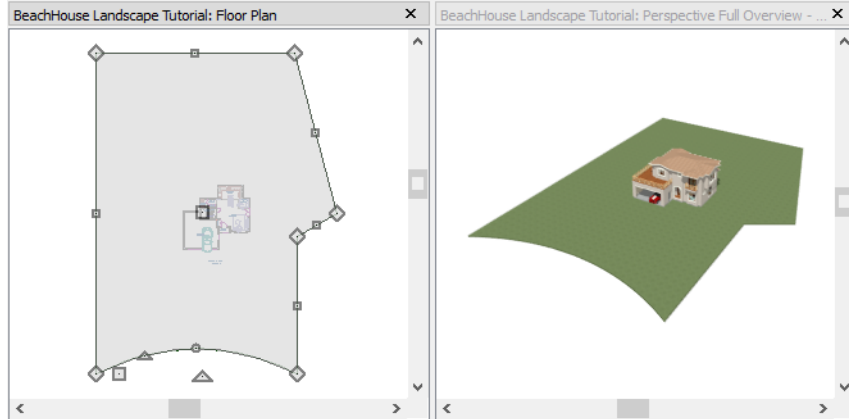 BeachHouse Landscape Tutorial: Floor Plan
BeachHouse Landscape Tutorial: Perspective Full Overview - ...